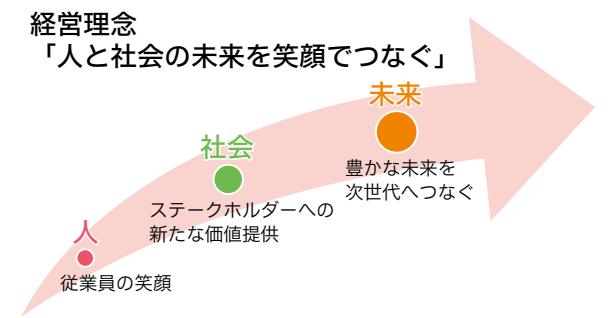 経営理念
「人と社会の未来を笑顔でつなぐ」
未来
豊かな未来を
次世代へつなぐ
社会
ステークホルダーへの
新たな価値提供
人
従業員の笑顔